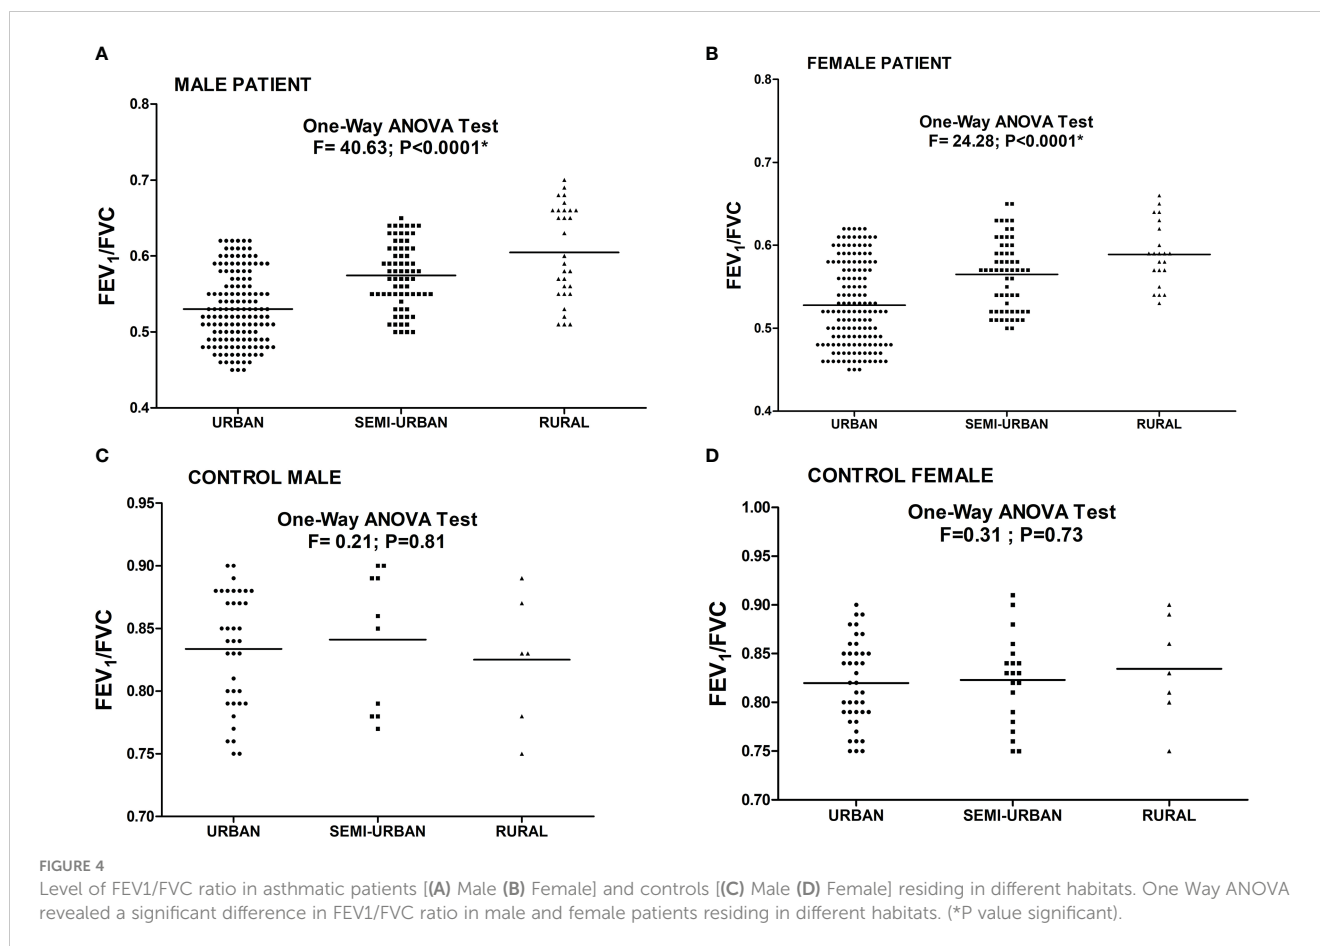 A
MALE PATIENT
One-Way ANOVA Test
F= 40.63; P<0.0001*
FEV1/FVC
0.8
0.7
0.6
0.5
0.4
URBAN SEMI-URBAN RURAL
B
FEMALE PATIENT
One-Way ANOVA Test
F= 24.28; P<0.0001*
FEV1/FVC
0.8
0.7
0.6
0.5
0.4
URBAN SEMI-URBAN RURAL
C
CONTROL MALE
One-Way ANOVA Test
F= 0.21; P=0.81
FEV1/FVC
0.95
0.90
0.85
0.80
0.75
0.70
URBAN SEMI-URBAN RURAL
D
CONTROL FEMALE
One-Way ANOVA Test
F=0.31 ; P=0.73
FEV1/FVC
1.00
0.95
0.90
0.85
0.80
0.75
0.70
URBAN SEMI-URBAN RURAL
FIGURE 4
Level of FEV1/FVC ratio in asthmatic patients [(A) Male (B) Female] and controls [(C) Male (D) Female] residing in different habitats. One Way ANOVA
revealed a significant difference in FEV1/FVC ratio in male and female patients residing in different habitats. (*P value significant).